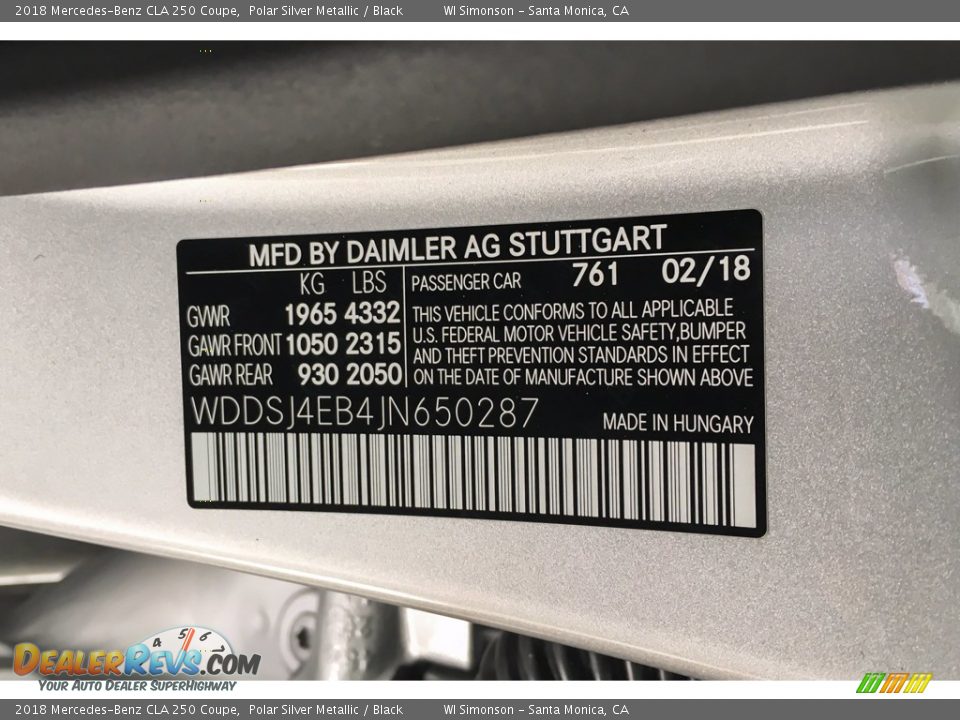 2018 Mercedes-Benz CLA 250 Coupe, Polar Silver Metallic / Black WI Simonson - Santa Monica, CA
MFD BY DAIMLER AG STUTTGART
KG LBS PASSENGER CAR 761 02/18
GVWR 1965 4332
GAWR FRONT 1050 2315
GAWR REAR 930 2050
THIS VEHICLE CONFORMS TO ALL APPLICABLE
U.S. FEDERAL MOTOR VEHICLE SAFETY,BUMPER
AND THEFT PREVENTION STANDARDS IN EFFECT
ON THE DATE OF MANUFACTURE SHOWN ABOVE
WDDSJ4EB4JN650287 MADE IN HUNGARY
4 5 6
DEALERREVS.COM
YOUR AUTO DEALER SUPERHIGHWAY
2018 Mercedes-Benz CLA 250 Coupe, Polar Silver Metallic / Black WI Simonson - Santa Monica, CA